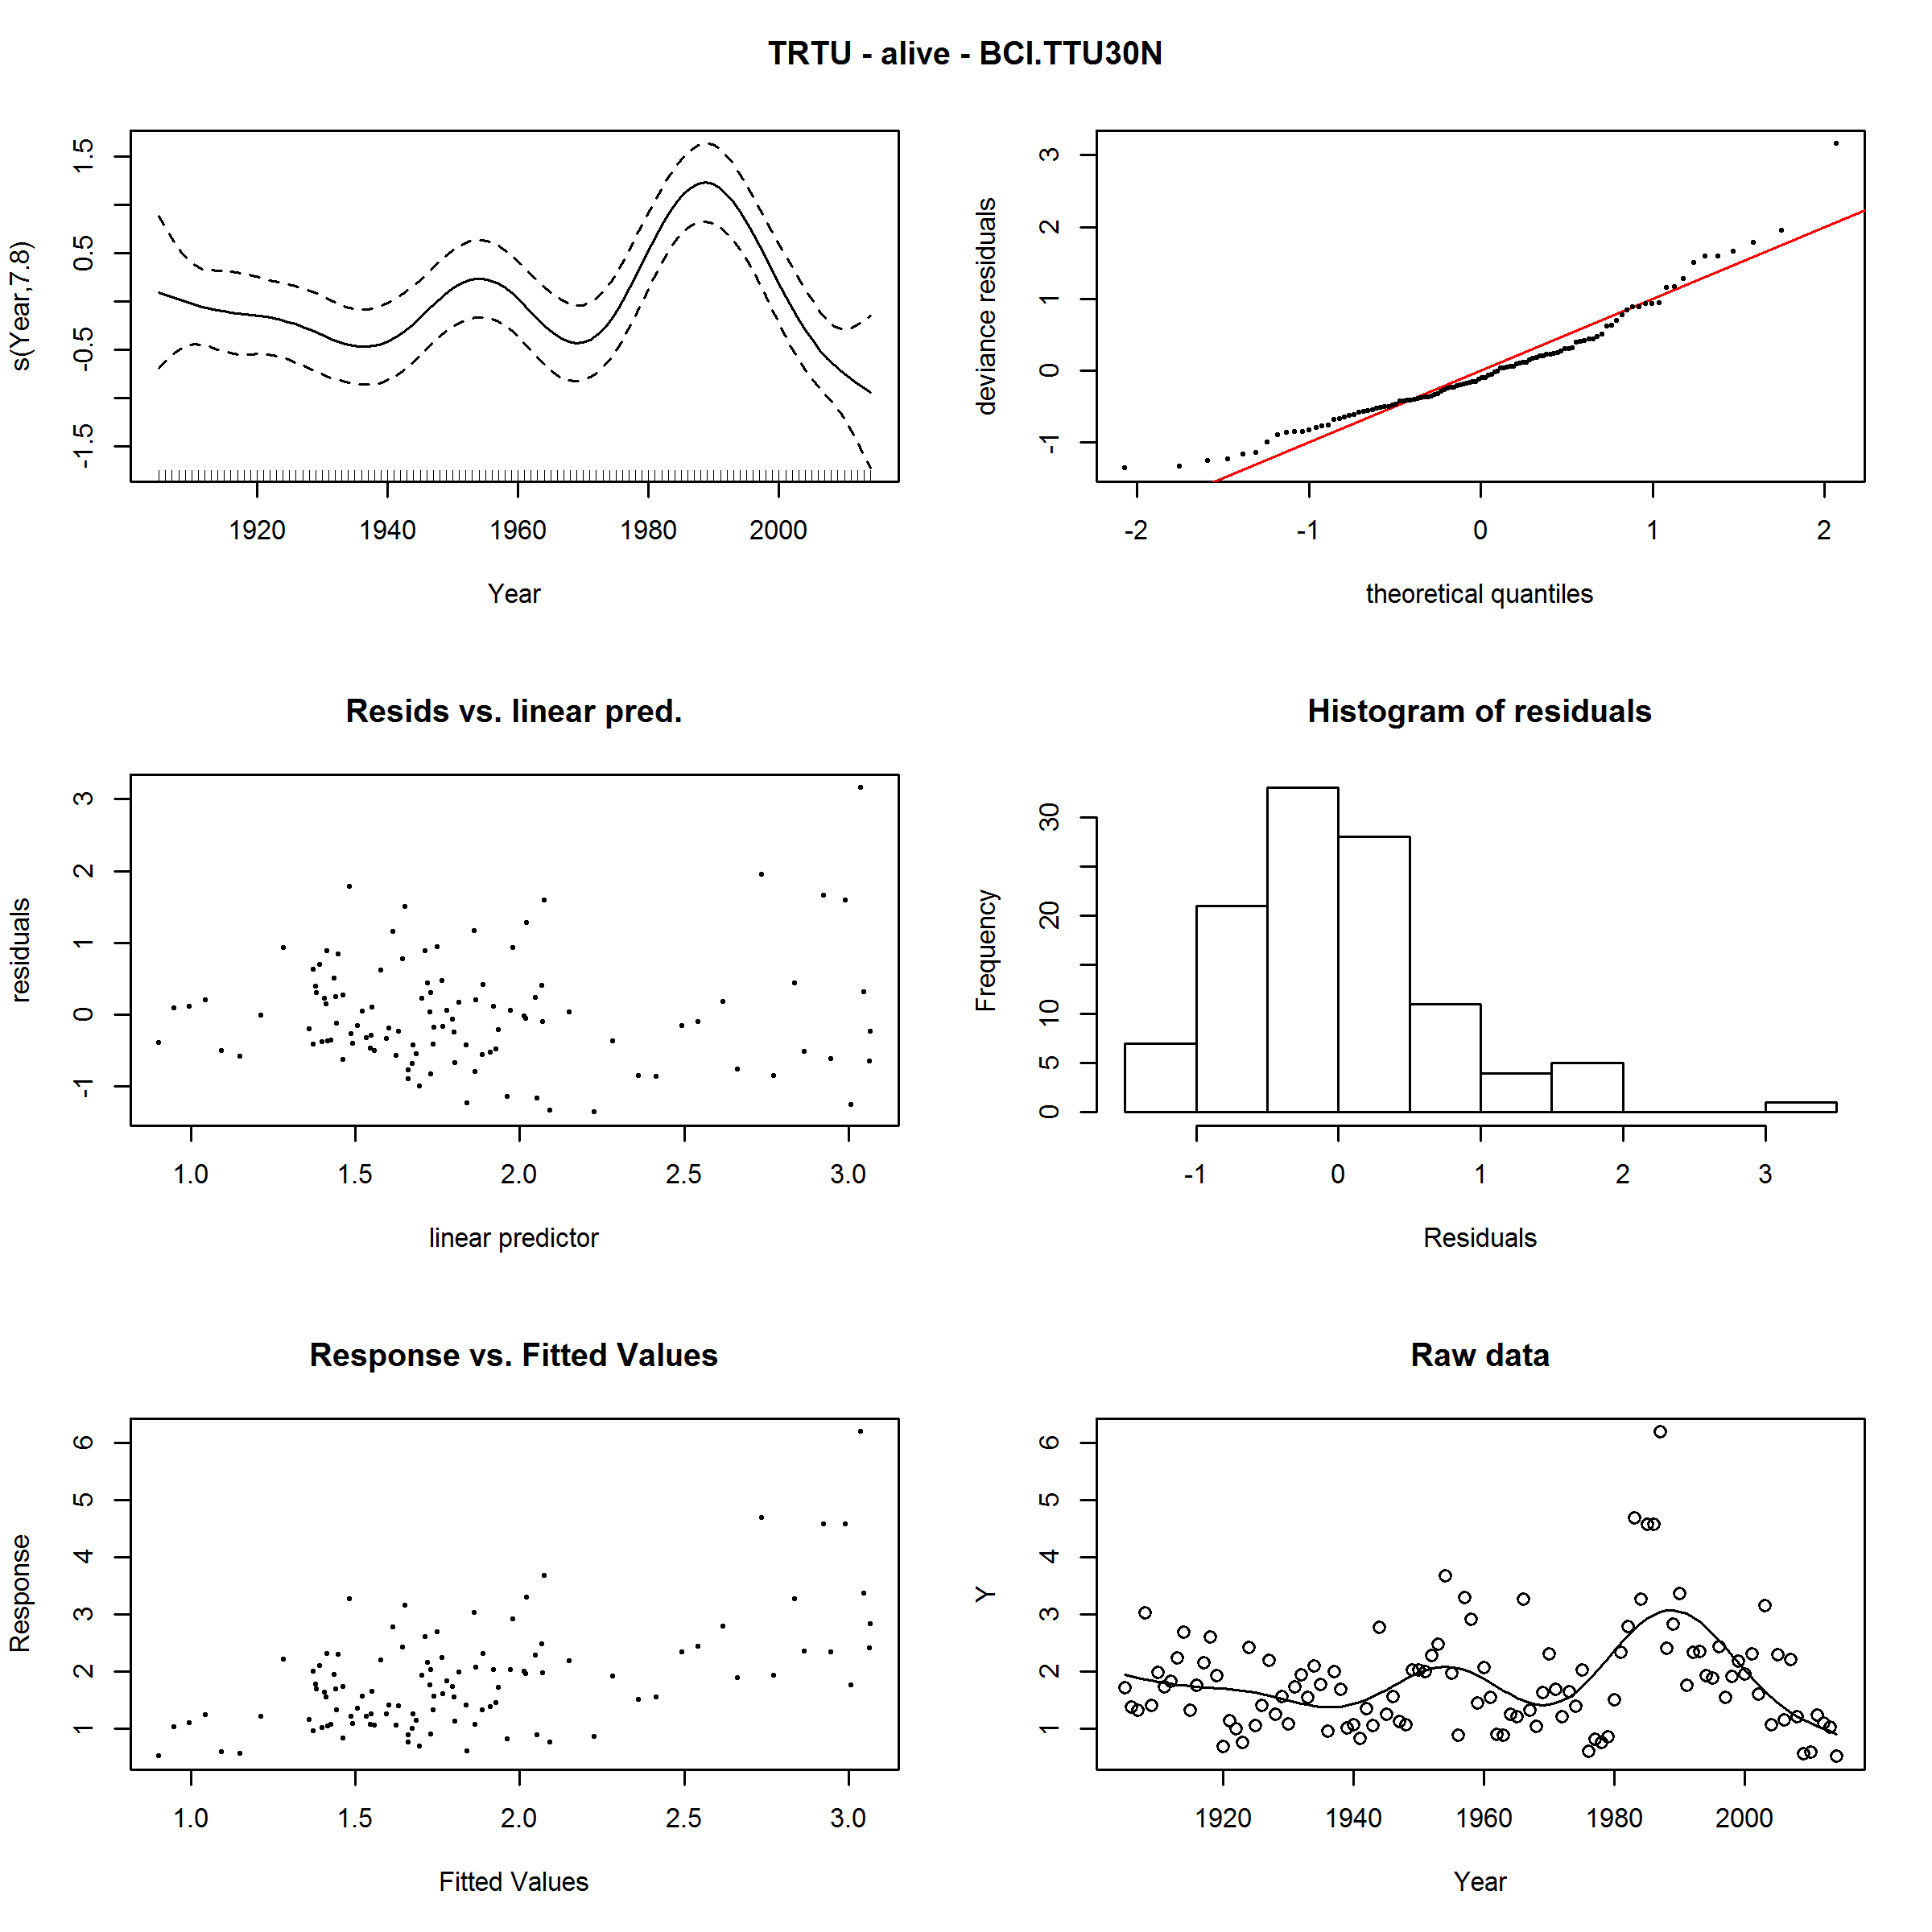 TRTU - alive - BCI.TTU30N
s(Year,7.8)
-1.5 -0.5 0.5 1.5
1920 1940 1960 1980 2000
Year
deviance residuals
-1 0 1 2 3
-2 -1 0 1 2
theoretical quantiles
Resids vs. linear pred.
residuals
-1 0 1 2 3
1.0 1.5 2.0 2.5 3.0
linear predictor
Histogram of residuals
Frequency
0 5 10 20 30
-1 0 1 2 3
Residuals
Response vs. Fitted Values
Response
1 2 3 4 5 6
1.0 1.5 2.0 2.5 3.0
Fitted Values
Raw data
Y
1 2 3 4 5 6
1920 1940 1960 1980 2000
Year